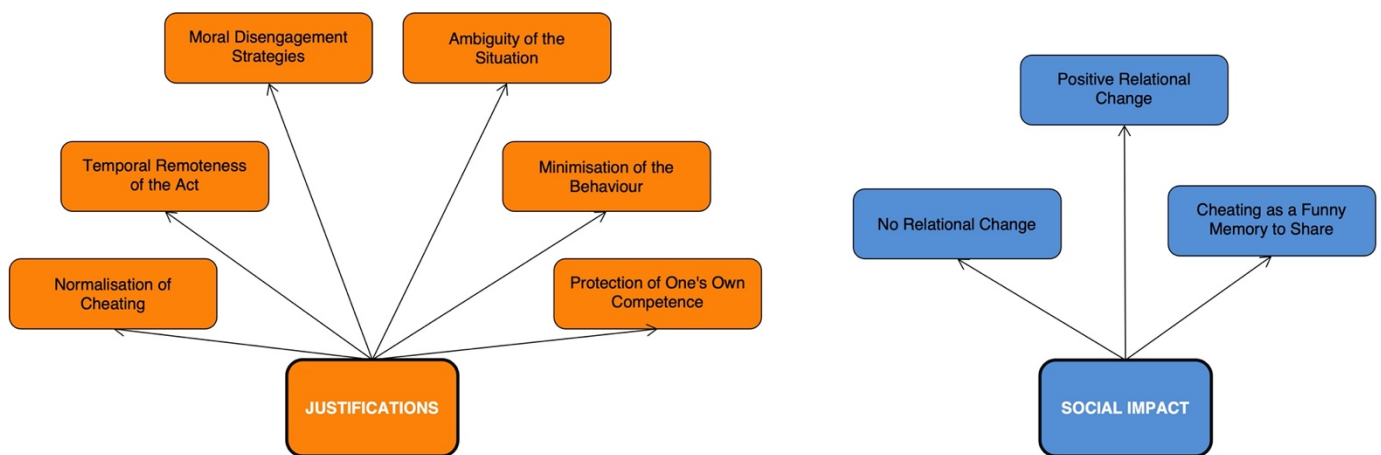 Moral Disengagement
Strategies
Ambiguity of the
Situation
Temporal Remoteness
of the Act
Minimisation of the
Behaviour
Normalisation of
Cheating
Protection of One's Own
Competence
JUSTIFICATIONS
Positive Relational
Change
No Relational Change
Cheating as a Funny
Memory to Share
SOCIAL IMPACT